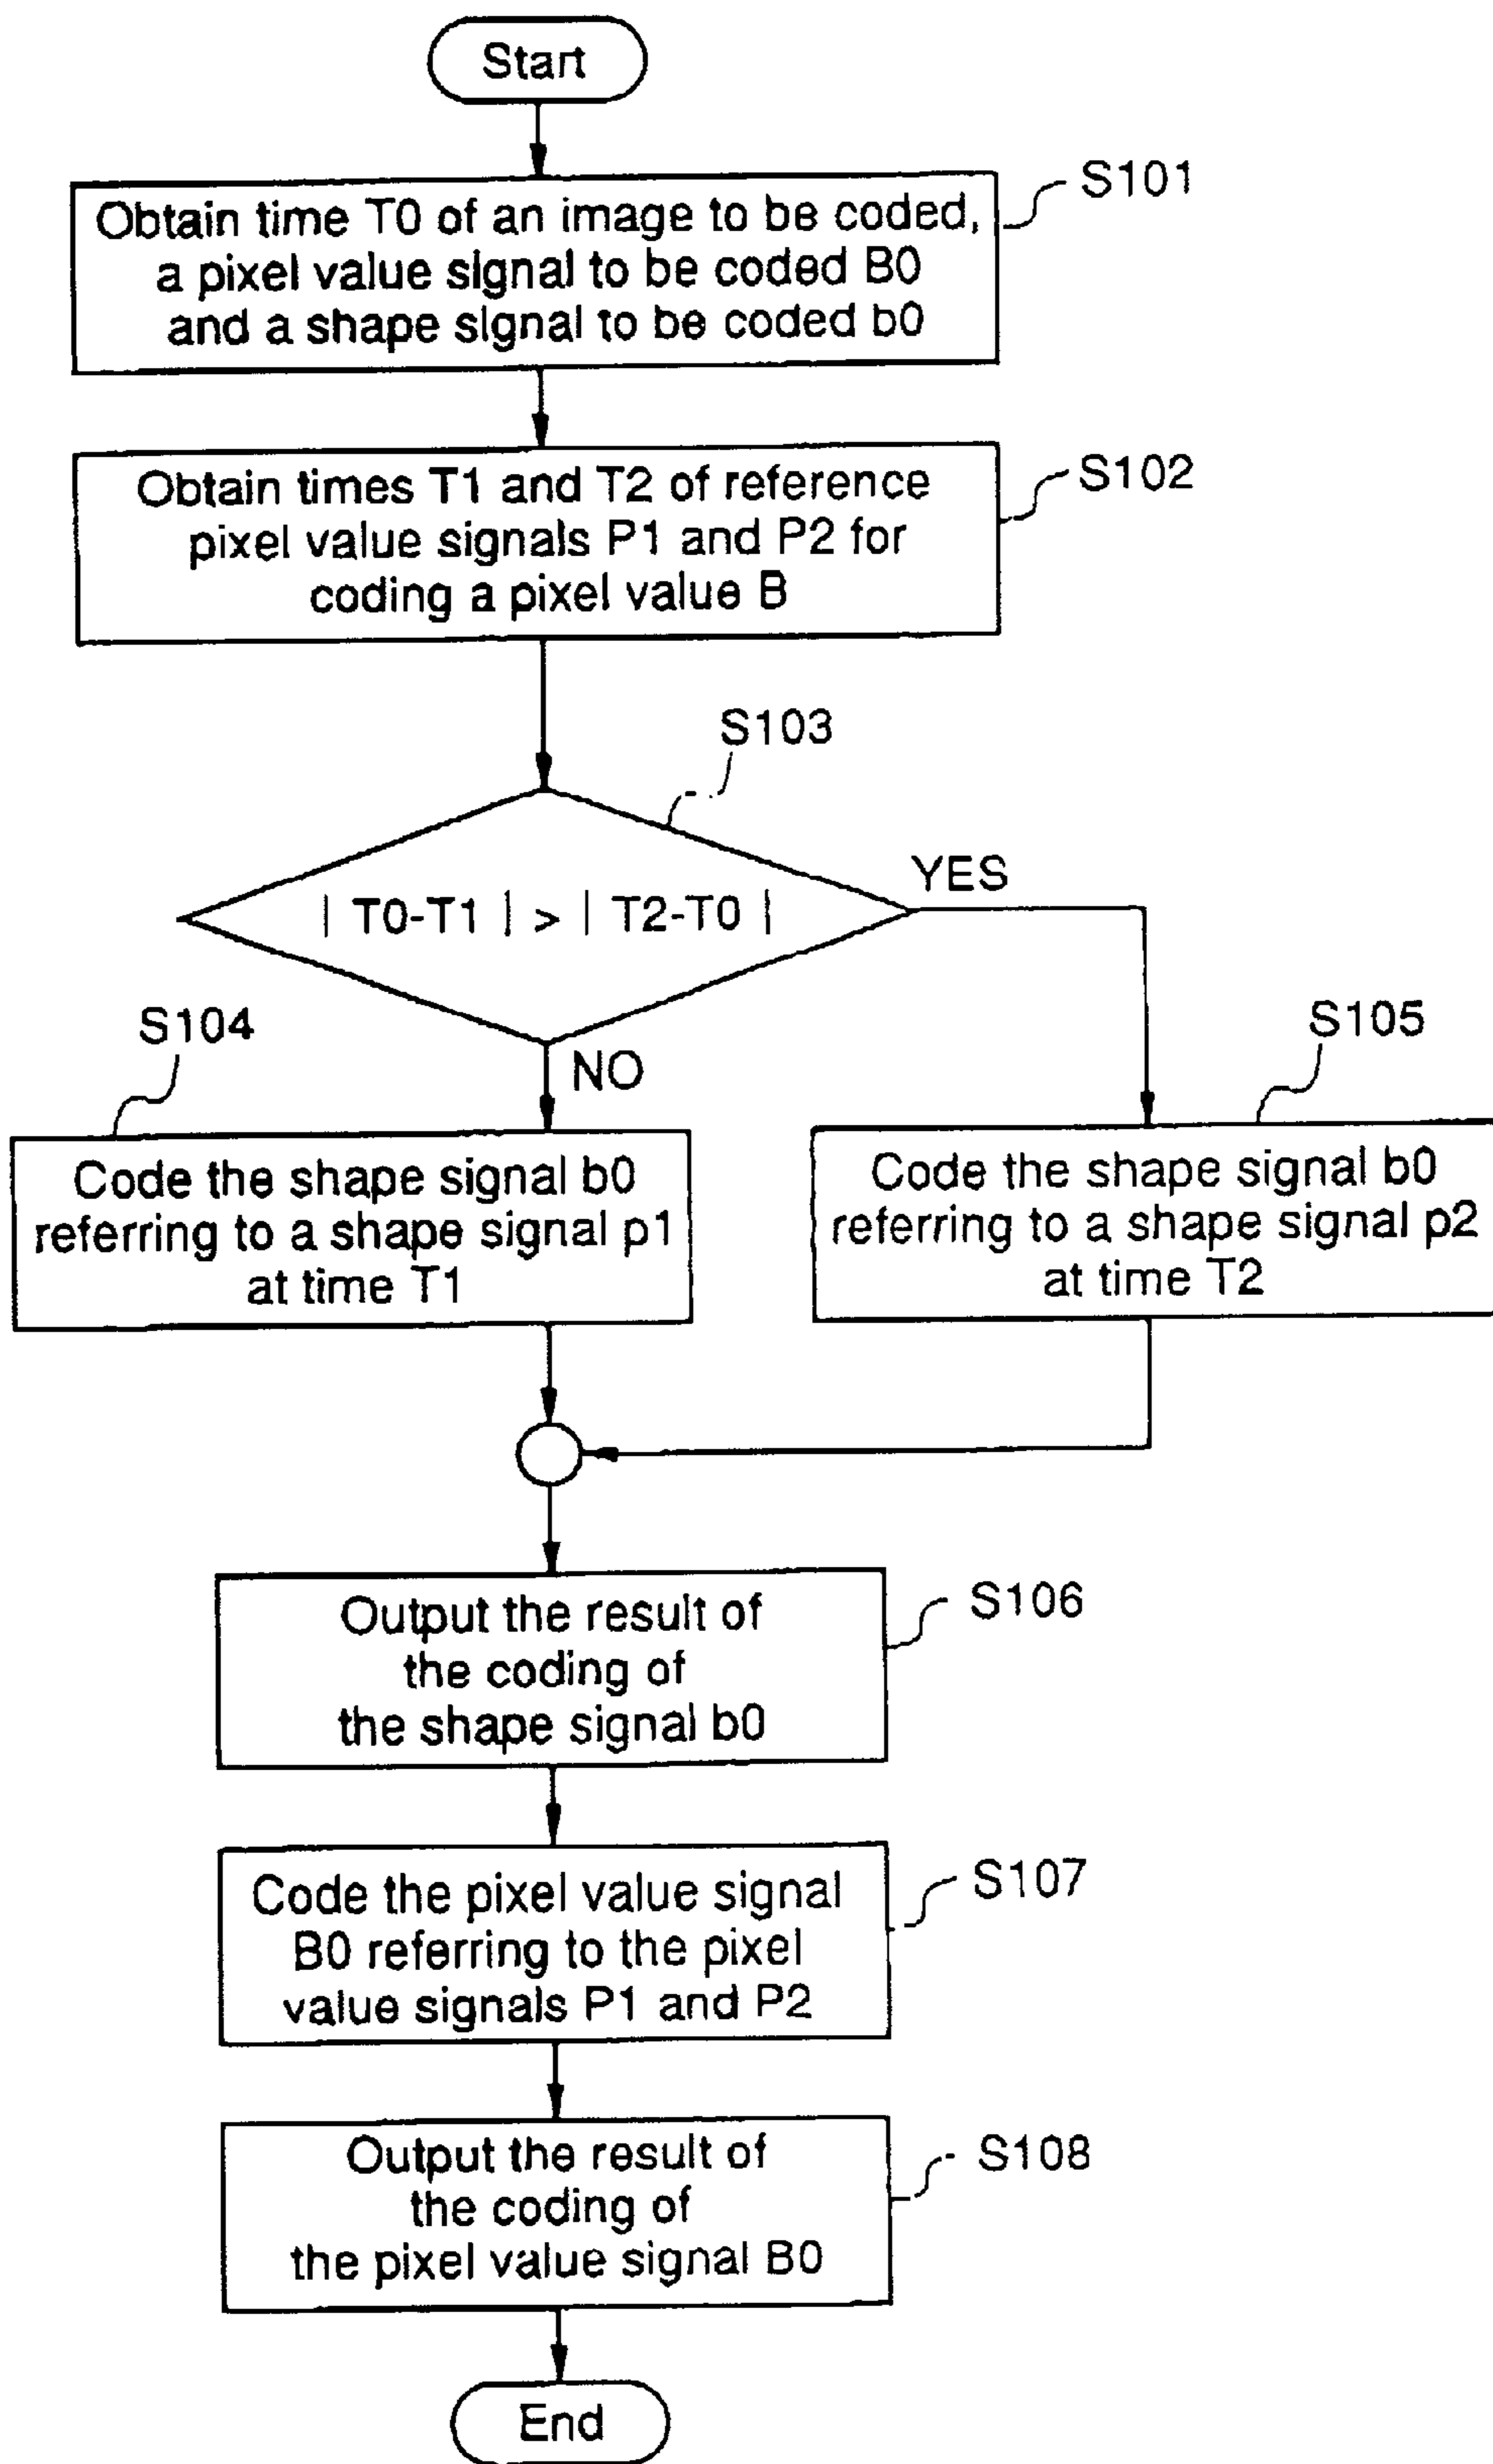 Start
S101
Obtain time T0 of an image to be coded,
a pixel value signal to be coded B0
and a shape signal to be coded b0
S102
Obtain times T1 and T2 of reference
pixel value signals P1 and P2 for
coding a pixel value B
S103
| T0-T1 | > | T2-T0 |
YES
NO
S104
Code the shape signal b0
referring to a shape signal p1
at time T1
S105
Code the shape signal b0
referring to a shape signal p2
at time T2
S106
Output the result of
the coding of
the shape signal b0
S107
Code the pixel value signal
B0 referring to the pixel
value signals P1 and P2
S108
Output the result of
the coding of
the pixel value signal B0
End